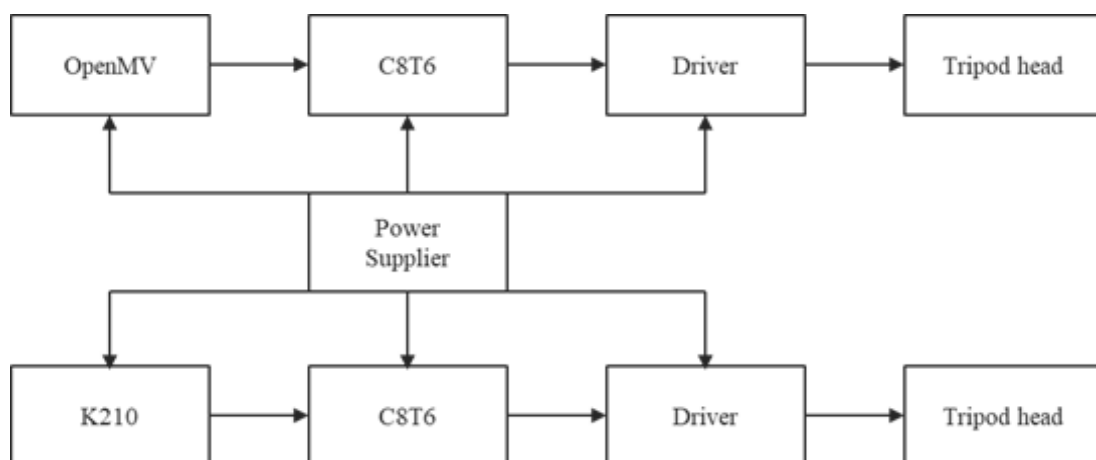 OpenMV
C8T6
Driver
Tripod head
Power
Supplier
K210
C8T6
Driver
Tripod head